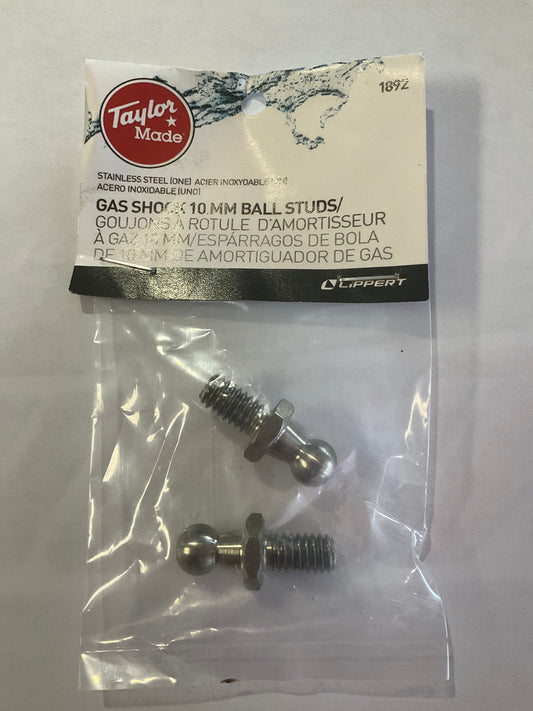 1892
Taylor
Made
STAINLESS STEEL (ONE) ACIER INOXYDABLE
ACERO INOXIDABLE (UNO)
GAS SHOCK 10 MM BALL STUDS/
GOUJONS À ROTULE D'AMORTISSEUR
À GAZ 10 MM/ESPÁRRAGOS DE BOLA
DE 10 MM DE AMORTIGUADOR DE GAS
LIPPERT